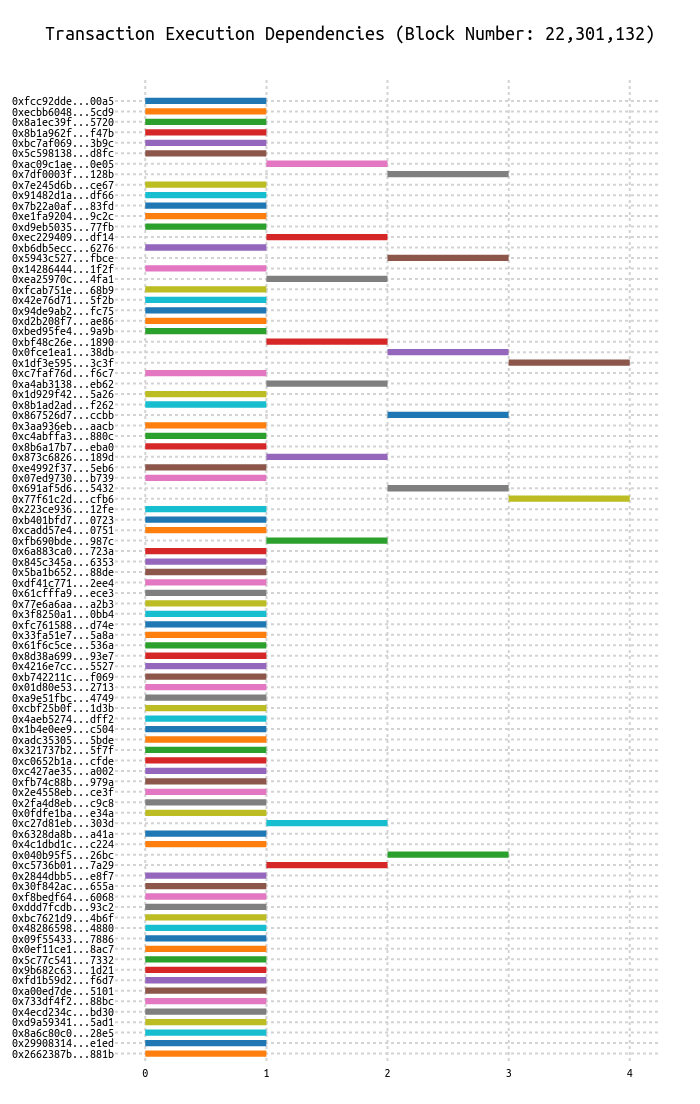 Transaction Execution Dependencies (Block Number: 22,301,132)
0xfcc92dde...00a5
0xecbb6048...5cd9
0x8a1ec39f...5720
0x8b1a962f...f47b
0xbc7af069...3b9c
0x5c598138...d8fc
0xac09c1ae...0e05
0x7df0003f...128b
0x7e245d6b...ce67
0x91482d1a...df66
0x7b22a0af...83fd
0xe1fa9204...9c2c
0xd9eb5035...77fb
0xec229409...df14
0xb6db5ecc...6276
0x5943c527...fbce
0x14286444...1f2f
0xea25970c...4fa1
0xfcab751e...68b9
0x42e76d71...5f2b
0x94de9ab2...fc75
0xd2b208f7...ae86
0xbed95fe4...9a9b
0xbf48c26e...1890
0x0fce1ea1...38db
0x1df3e595...3c3f
0xc7faf76d...f6c7
0xa4ab3138...eb62
0x1d929f42...5a26
0x8b1ad2ad...f262
0x867526d7...ccbb
0x3aa936eb...aacb
0xc4abffa3...880c
0x8b6a17b7...eba0
0x873c6826...189d
0xe4992f37...5eb6
0x07ed9730...b739
0x691af5d6...5432
0x77f61c2d...cfb6
0x223ce936...12fe
0xb401bfd7...0723
0xcadd57e4...0751
0xfb690bde...987c
0x6a883ca0...723a
0x845c345a...6353
0x5ba1b652...88de
0xdf41c771...2ee4
0x61cfffa9...ece3
0x77e6a6aa...a2b3
0x3f8250a1...0bb4
0xfc761588...d74e
0x33fa51e7...5a8a
0x61f6c5ce...536a
0x8d38a699...93e7
0x4216e7cc...5527
0xb742211c...f069
0x01d80e53...2713
0xa9e51fbc...4749
0xcbf25b0f...1d3b
0x4aeb5274...dff2
0x1b4e0ee9...c504
0xadc35305...5bde
0x321737b2...5f7f
0xc0652b1a...cfde
0xc427ae35...a002
0xfb74c88b...979a
0x2e4558eb...ce3f
0x2fa4d8eb...c9c8
0x0fdfe1ba...e34a
0xc27d81eb...303d
0x6328da8b...a41a
0x4c1dbd1c...c224
0x040b95f5...26bc
0xc5736b01...7a29
0x2844dbb5...e8f7
0x30f842ac...655a
0xf8bedf64...6068
0xddd7fcdb...93c2
0xbc7621d9...4b6f
0x48286598...4880
0x09f55433...7886
0x0ef11ce1...8ac7
0x5c77c541...7332
0x9b682c63...1d21
0xfd1b59d2...f6d7
0xa00ed7de...5101
0x733df4f2...88bc
0x4ecd234c...bd30
0xd9a59341...5ad1
0x8a6c80c0...28e5
0x29908314...e1ed
0x2662387b...881b
0 1 2 3 4